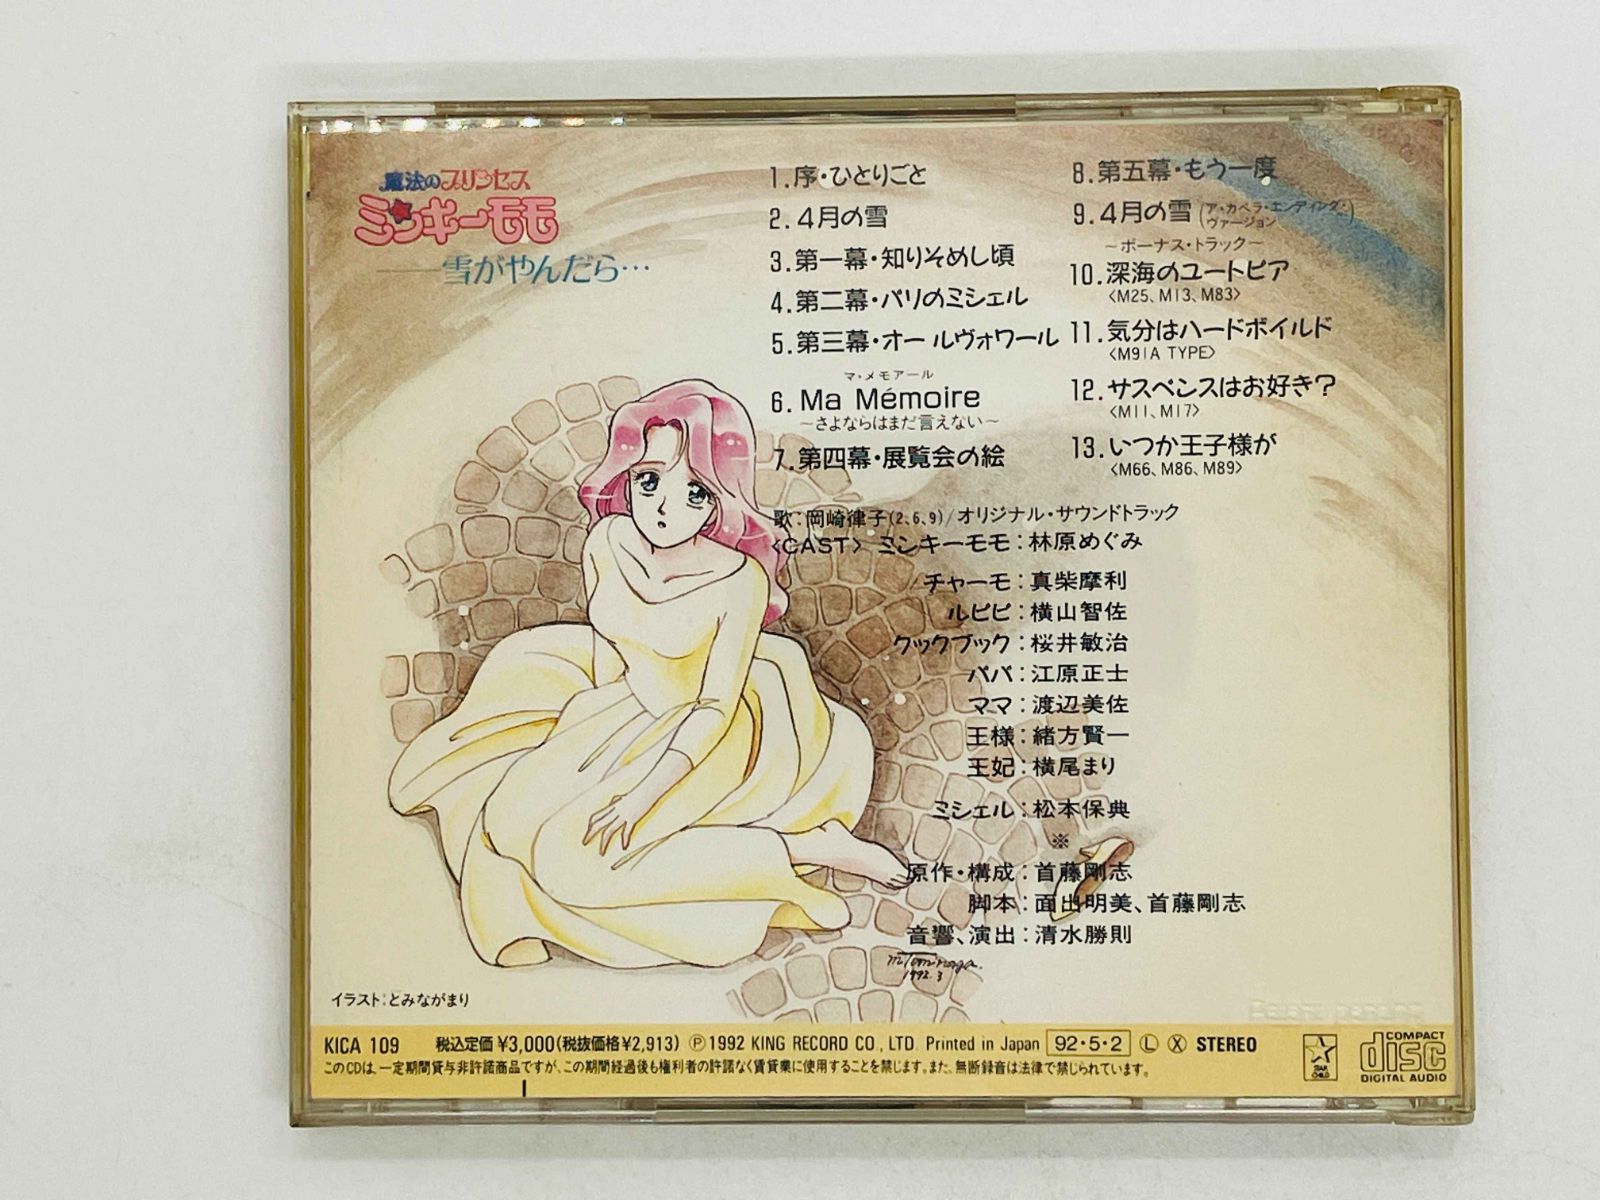 魔法のプリンセス
ミンキーモモ
──雪がやんだら…
1.序・ひとりごと
2.4月の雪
3.第一幕・知りそめし頃
4.第二幕・パリのミシェル
5.第三幕・オー ルヴォワール
マ・メモアール
6.Ma Mémoire
〜さよならはまだ言えない〜
7.第四幕・展覧会の絵
8.第五幕・もう一度
9.4月の雪(ア・カペラ・エンディング・ヴァージョン)
〜ボーナス・トラック〜
10.深海のユートピア
〈M25、M13、M83〉
11.気分はハードボイルド
〈M91A TYPE〉
12.サスペンスはお好き?
〈M11、M17〉
13.いつか王子様が
〈M66、M86、M89〉
歌:岡崎律子(2、6、9)/オリジナル・サウンドトラック
〈CAST〉 ミンキーモモ:林原めぐみ
チャーモ:真柴摩利
ルピピ:横山智佐
クックブック:桜井敏治
パパ:江原正士
ママ:渡辺美佐
王様:緒方賢一
王妃:横尾まり
ミシェル:松本保典
※
原作・構成:首藤剛志
脚本:面出明美、首藤剛志
音響、演出:清水勝則
m.Tominaga.
1992.3
イラスト:とみながまり
KICA 109 税込定価¥3,000(税抜価格¥2,913) Ⓟ1992 KING RECORD CO., LTD. Printed in Japan 92・5・2 Ⓛ Ⓧ STEREO
このCDは、一定期間貸与非許諾商品ですが、この期間経過後も権利者の許諾なく賃貸業に使用することを禁じます。また、無断録音は法律で禁じられています。
STAR CHILD
COMPACT
disc
DIGITAL AUDIO